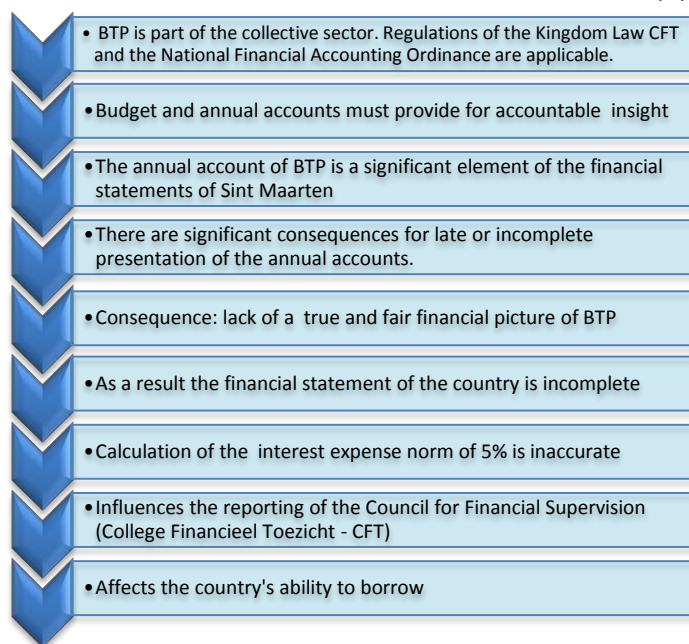 • BTP is part of the collective sector. Regulations of the Kingdom Law CFT
and the National Financial Accounting Ordinance are applicable.
•Budget and annual accounts must provide for accountable insight
•The annual account of BTP is a significant element of the financial
statements of Sint Maarten
•There are significant consequences for late or incomplete
presentation of the annual accounts.
•Consequence: lack of a true and fair financial picture of BTP
•As a result the financial statement of the country is incomplete
•Calculation of the interest expense norm of 5% is inaccurate
•Influences the reporting of the Council for Financial Supervision
(College Financieel Toezicht - CFT)
•Affects the country's ability to borrow